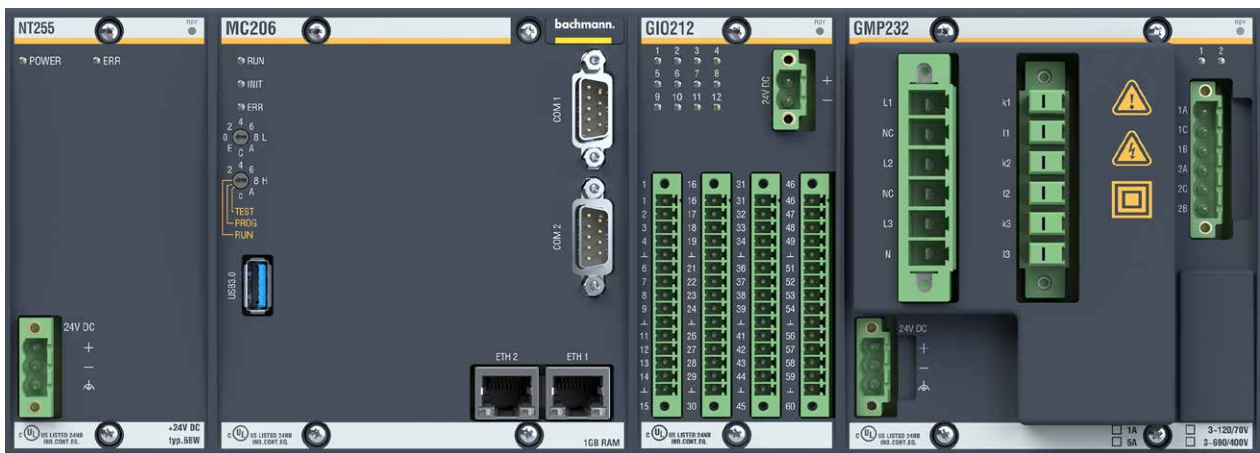 NT255
RDY
POWER ERR
24V DC
+
−
C UL US LISTED 24NB
IND.CONT.EQ.
+24V DC
typ.68W
MC206
bachmann.
RUN
INIT
ERR
2 4 6
0 8 L
E C A
2 4 6
8 H
C A
TEST
PROG
RUN
USB3.0
COM 1
COM 2
ETH 2 ETH 1
C UL US LISTED 24NB
IND.CONT.EQ.
1GB RAM
GIO212
RDY
1 2 3 4
5 6 7 8
9 10 11 12
24V DC
+
−
1 16 31 46
1 16 31 46
2 17 32 47
3 18 33 48
4 19 34 49
⊥ ⊥ ⊥ ⊥
6 21 36 51
7 22 37 52
8 23 38 53
9 24 39 54
⊥ ⊥ ⊥ ⊥
11 26 41 56
12 27 42 57
13 28 43 58
14 29 44 59
⊥ ⊥ ⊥ ⊥
15 30 45 60
C UL US LISTED 24NB
IND.CONT.EQ.
GMP232
RDY
1 2
L1
NC
L2
NC
L3
N
k1
l1
k2
l2
k3
l3
1A
1C
1B
2A
2C
2B
24V DC
+
−
C UL US LISTED 24NB
IND.CONT.EQ.
1A
5A
3~120/70V
3~690/400V